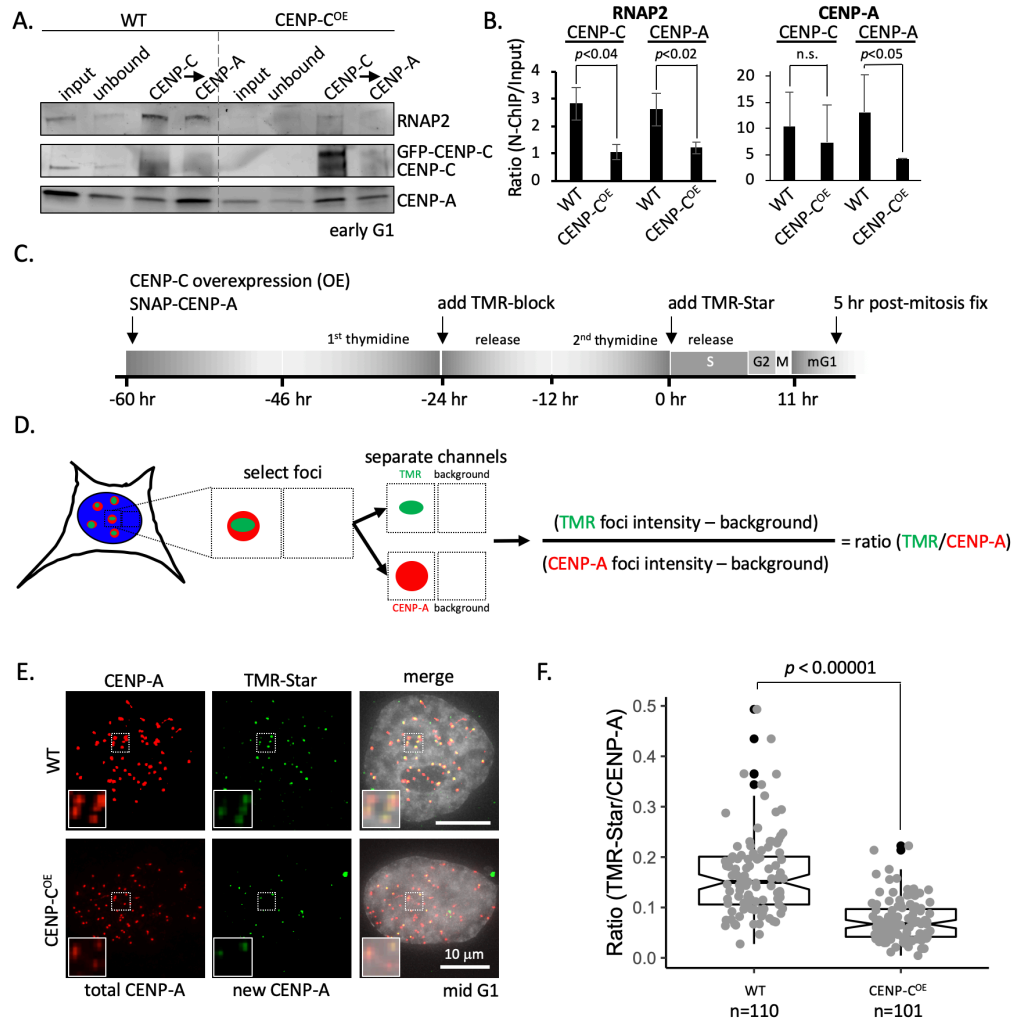 A.
WT
CENP-C^OE
input
unbound
CENP-C
CENP-A
input
unbound
CENP-C
CENP-A
RNAP2
GFP-CENP-C
CENP-C
CENP-A
early G1
B.
RNAP2
CENP-A
CENP-C
CENP-A
CENP-C
CENP-A
p<0.04
p<0.02
n.s.
p<0.05
Ratio (N-ChIP/Input)
4
3
2
1
0
20
15
10
5
0
WT
CENP-C^OE
WT
CENP-C^OE
WT
CENP-C^OE
WT
CENP-C^OE
C.
CENP-C overexpression (OE)
SNAP-CENP-A
add TMR-block
add TMR-Star
5 hr post-mitosis fix
1st thymidine
release
2nd thymidine
release
S
G2
M
mG1
-60 hr
-46 hr
-24 hr
-12 hr
0 hr
11 hr
D.
select foci
separate channels
TMR
background
CENP-A
background
(TMR foci intensity – background)
(CENP-A foci intensity – background)
= ratio (TMR/CENP-A)
E.
CENP-A
TMR-Star
merge
WT
CENP-C^OE
10 µm
total CENP-A
new CENP-A
mid G1
F.
p < 0.00001
Ratio (TMR-Star/CENP-A)
0.5
0.4
0.3
0.2
0.1
0.0
WT
CENP-C^OE
n=110
n=101